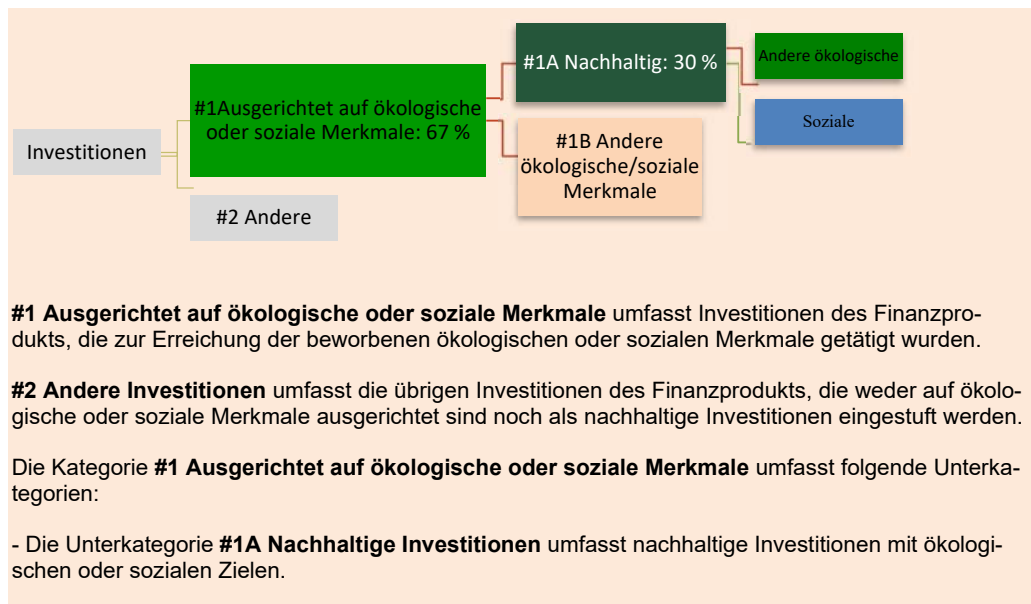 #1A Nachhaltig: 30 %
Andere ökologische
#1Ausgerichtet auf ökologische
oder soziale Merkmale: 67 %
Soziale
Investitionen
#1B Andere
ökologische/soziale
Merkmale
#2 Andere
#1 Ausgerichtet auf ökologische oder soziale Merkmale umfasst Investitionen des Finanzpro-
dukts, die zur Erreichung der beworbenen ökologischen oder sozialen Merkmale getätigt wurden.
#2 Andere Investitionen umfasst die übrigen Investitionen des Finanzprodukts, die weder auf ökolo-
gische oder soziale Merkmale ausgerichtet sind noch als nachhaltige Investitionen eingestuft werden.
Die Kategorie #1 Ausgerichtet auf ökologische oder soziale Merkmale umfasst folgende Unterka-
tegorien:
- Die Unterkategorie #1A Nachhaltige Investitionen umfasst nachhaltige Investitionen mit ökologi-
schen oder sozialen Zielen.